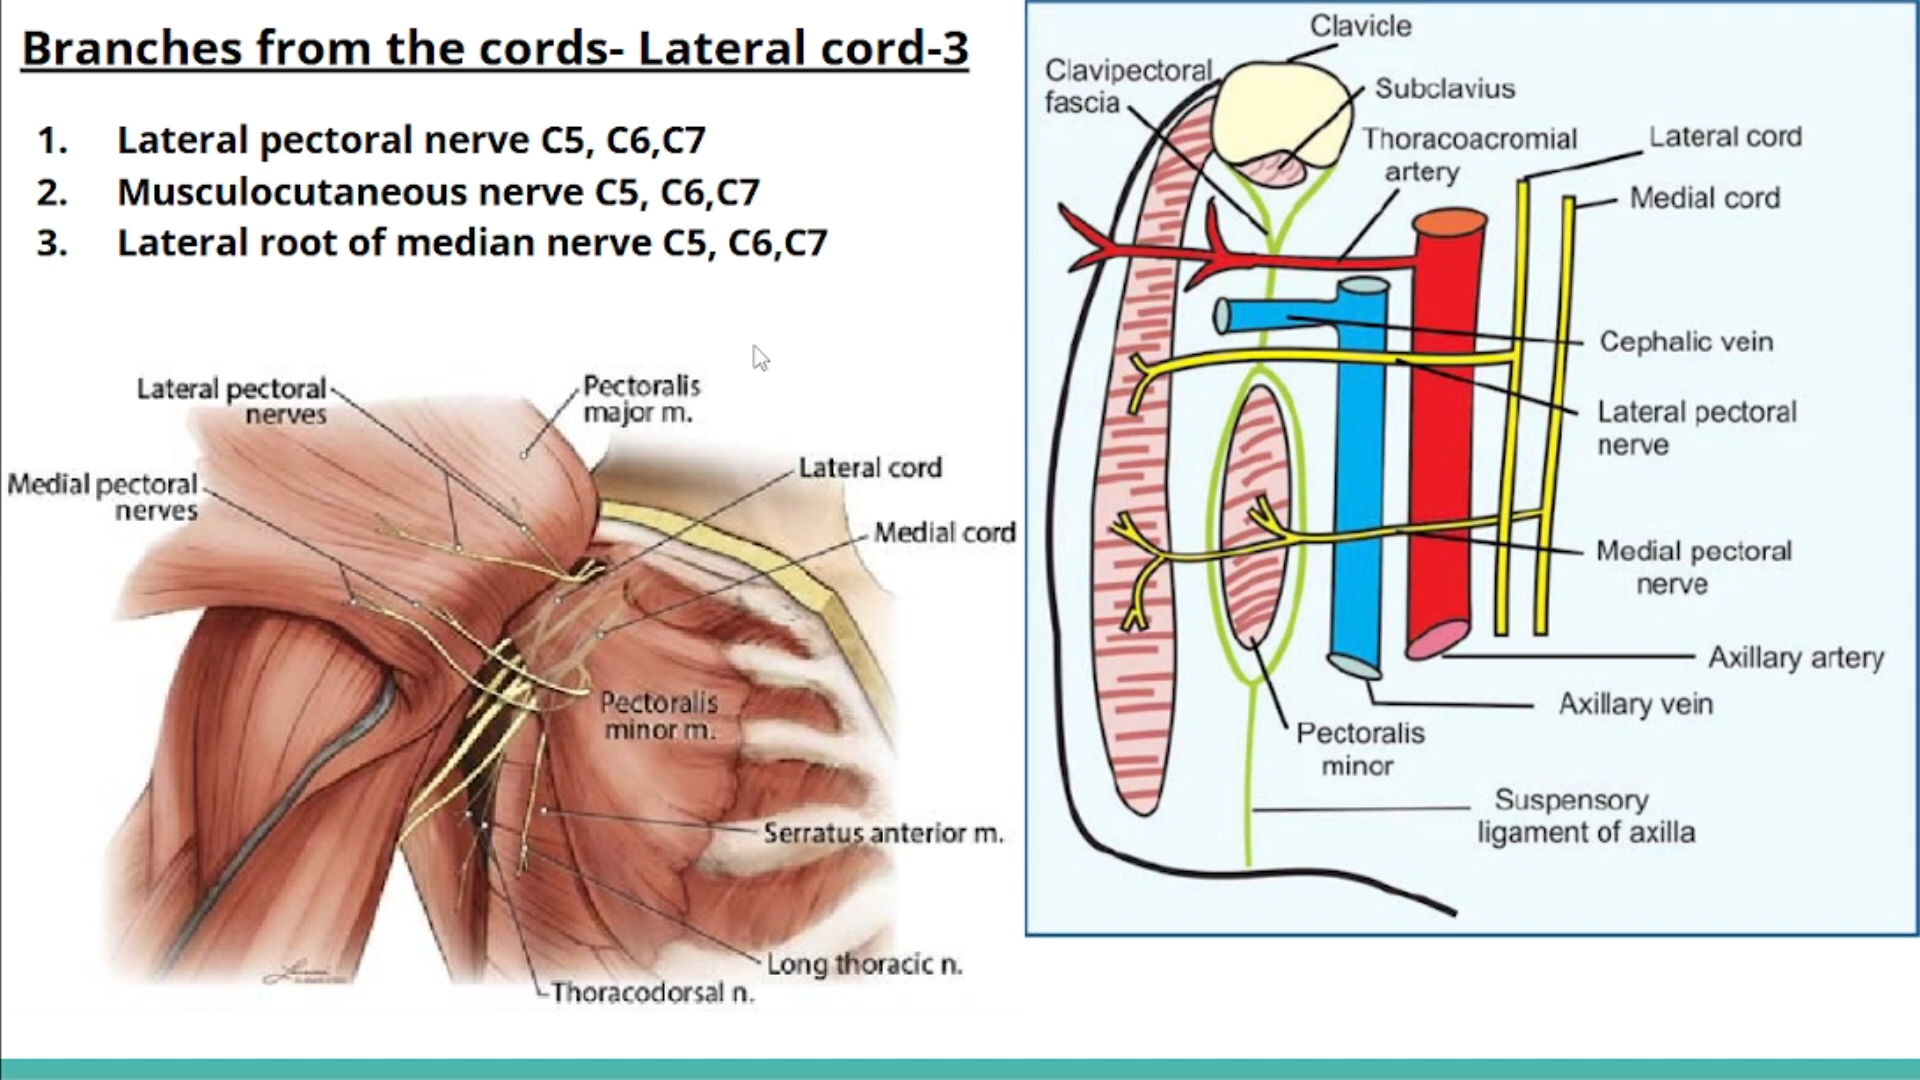 Branches from the cords- Lateral cord-3
1. Lateral pectoral nerve C5, C6,C7
2. Musculocutaneous nerve C5, C6,C7
3. Lateral root of median nerve C5, C6,C7
Lateral pectoral
nerves
Pectoralis
major m.
Medial pectoral
nerves
Lateral cord
Medial cord
Pectoralis
minor m.
Serratus anterior m.
Long thoracic n.
Thoracodorsal n.
Clavicle
Clavipectoral
fascia
Subclavius
Thoracoacromial
artery
Lateral cord
Medial cord
Cephalic vein
Lateral pectoral
nerve
Medial pectoral
nerve
Axillary artery
Axillary vein
Pectoralis
minor
Suspensory
ligament of axilla